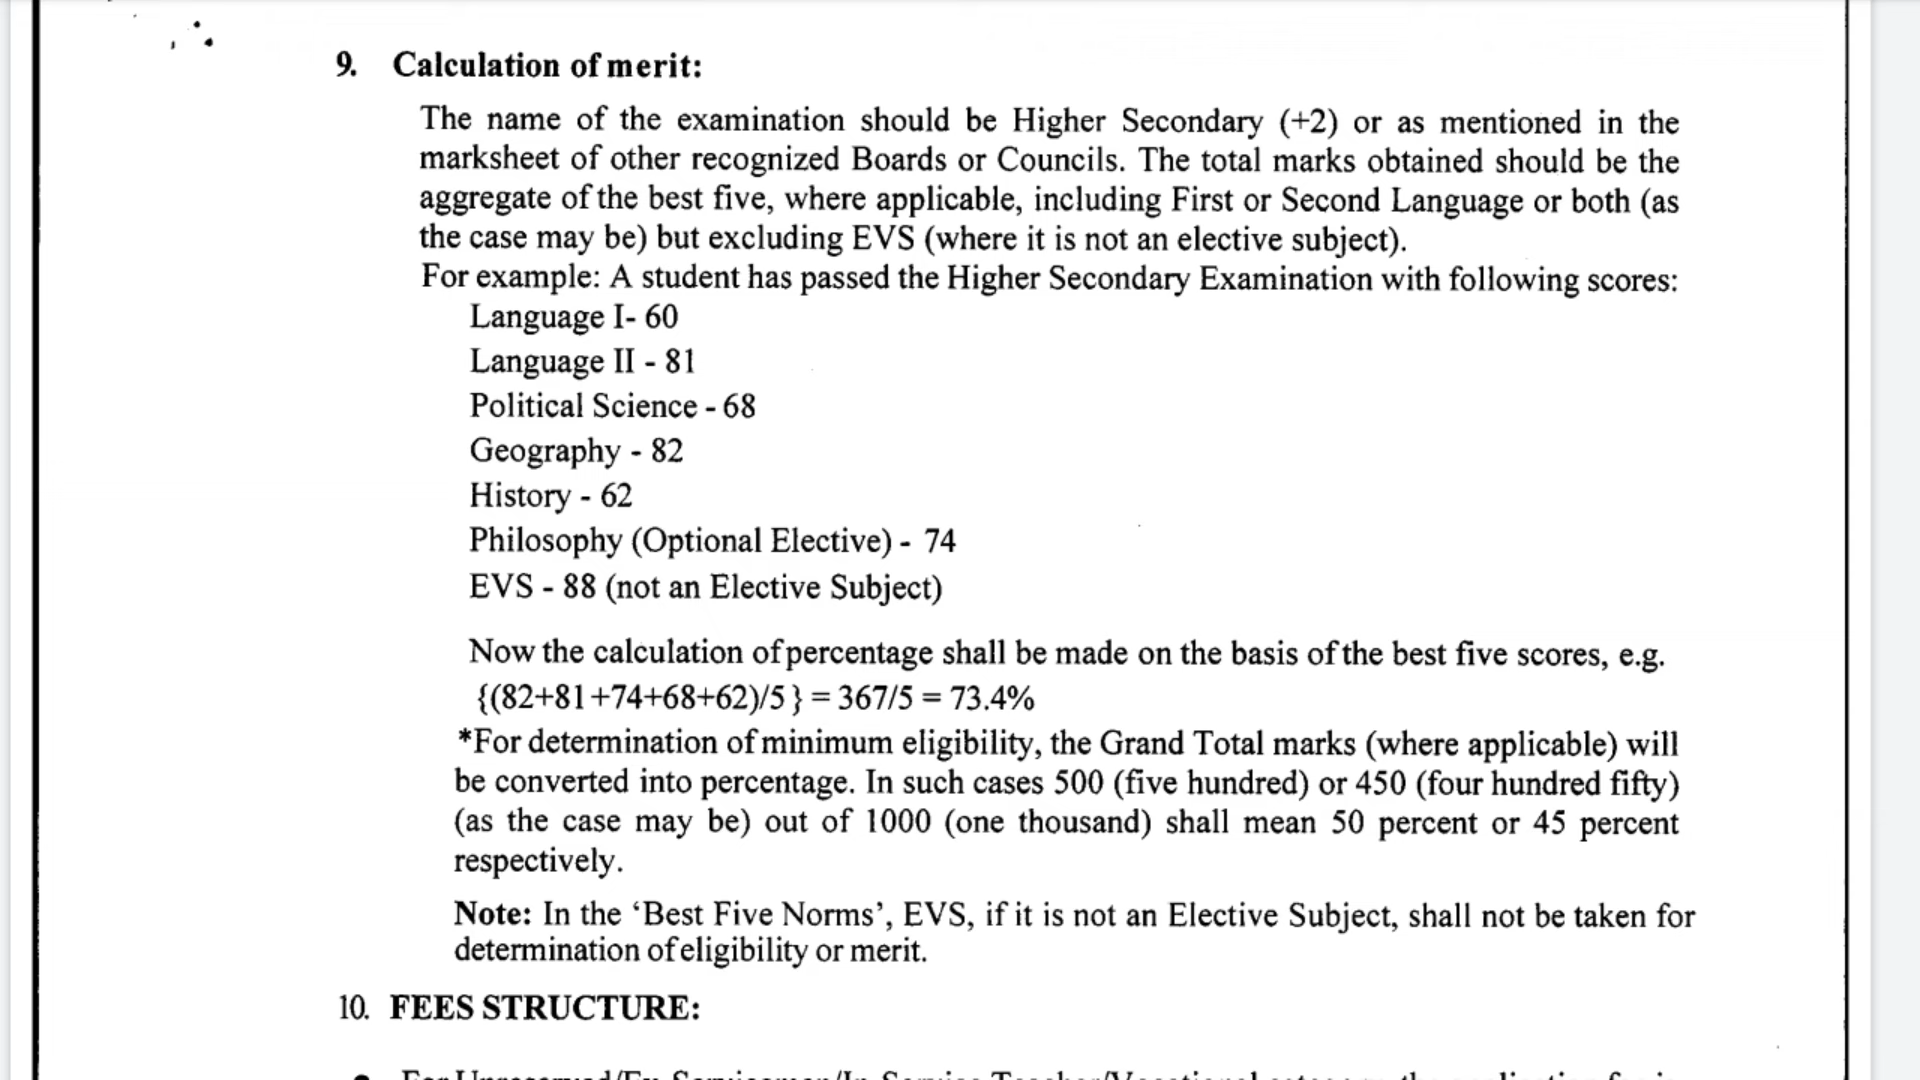 9. Calculation of merit:
The name of the examination should be Higher Secondary (+2) or as mentioned in the
marksheet of other recognized Boards or Councils. The total marks obtained should be the
aggregate of the best five, where applicable, including First or Second Language or both (as
the case may be) but excluding EVS (where it is not an elective subject).
For example: A student has passed the Higher Secondary Examination with following scores:
Language I- 60
Language II - 81
Political Science - 68
Geography - 82
History - 62
Philosophy (Optional Elective) - 74
EVS - 88 (not an Elective Subject)
Now the calculation of percentage shall be made on the basis of the best five scores, e.g.
{(82+81+74+68+62)/5} = 367/5 = 73.4%
*For determination of minimum eligibility, the Grand Total marks (where applicable) will
be converted into percentage. In such cases 500 (five hundred) or 450 (four hundred fifty)
(as the case may be) out of 1000 (one thousand) shall mean 50 percent or 45 percent
respectively.
Note: In the ‘Best Five Norms’, EVS, if it is not an Elective Subject, shall not be taken for
determination of eligibility or merit.
10. FEES STRUCTURE: